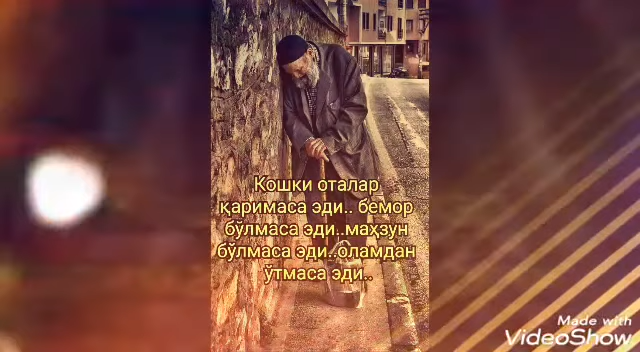 Кошки оталар
қаримаса эди.. бемор
бўлмаса эди..маҳзун
бўлмаса эди..оламдан
ўтмаса эди..
Made with
VideoShow